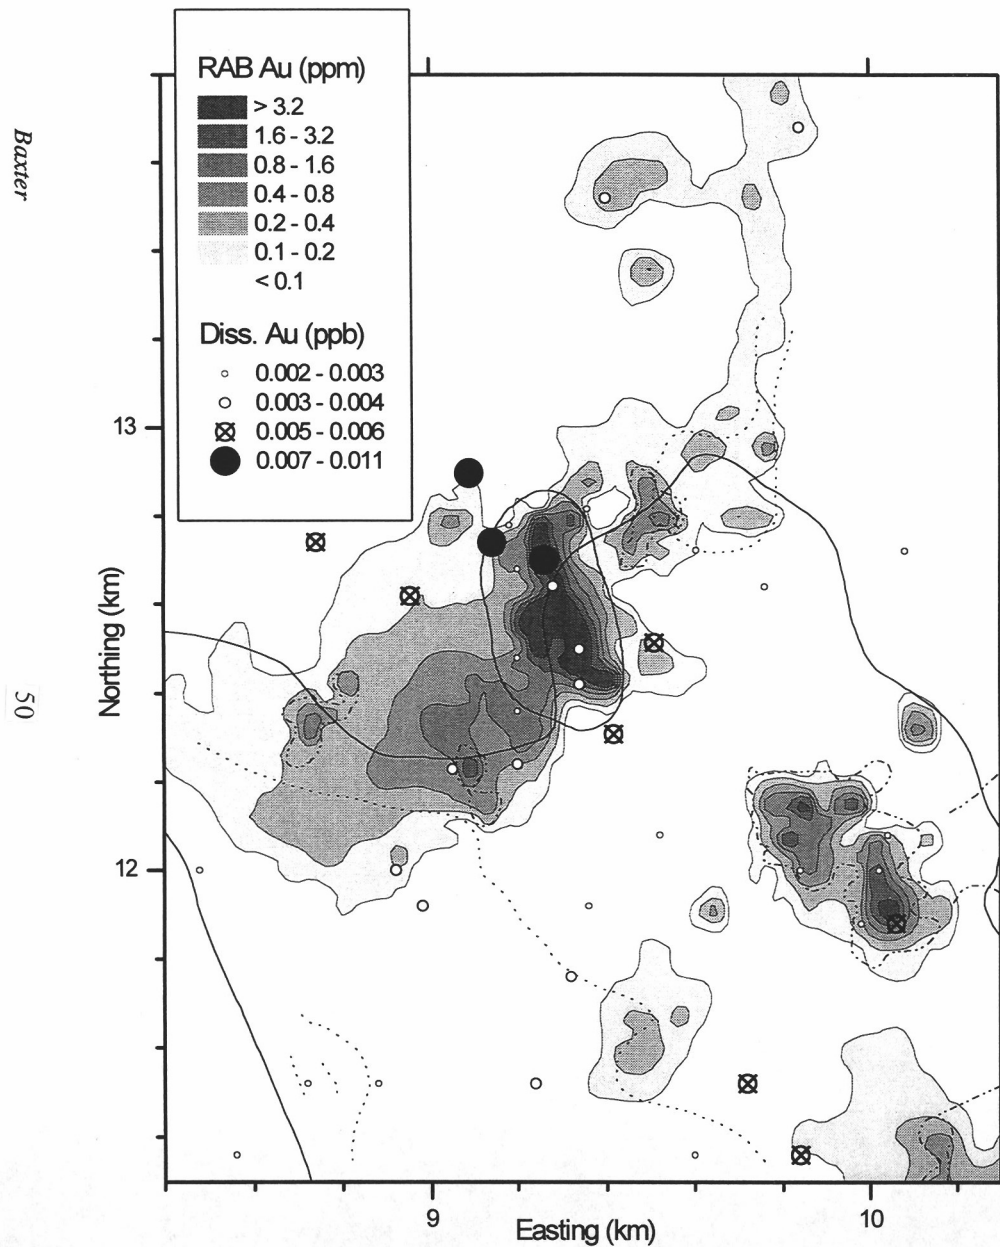 RAB Au (ppm)
> 3.2
1.6 - 3.2
0.8 - 1.6
0.4 - 0.8
0.2 - 0.4
0.1 - 0.2
< 0.1
Diss. Au (ppb)
0.002 - 0.003
0.003 - 0.004
0.005 - 0.006
0.007 - 0.011
Baxter
50
13
12
Northing (km)
9
10
Easting (km)